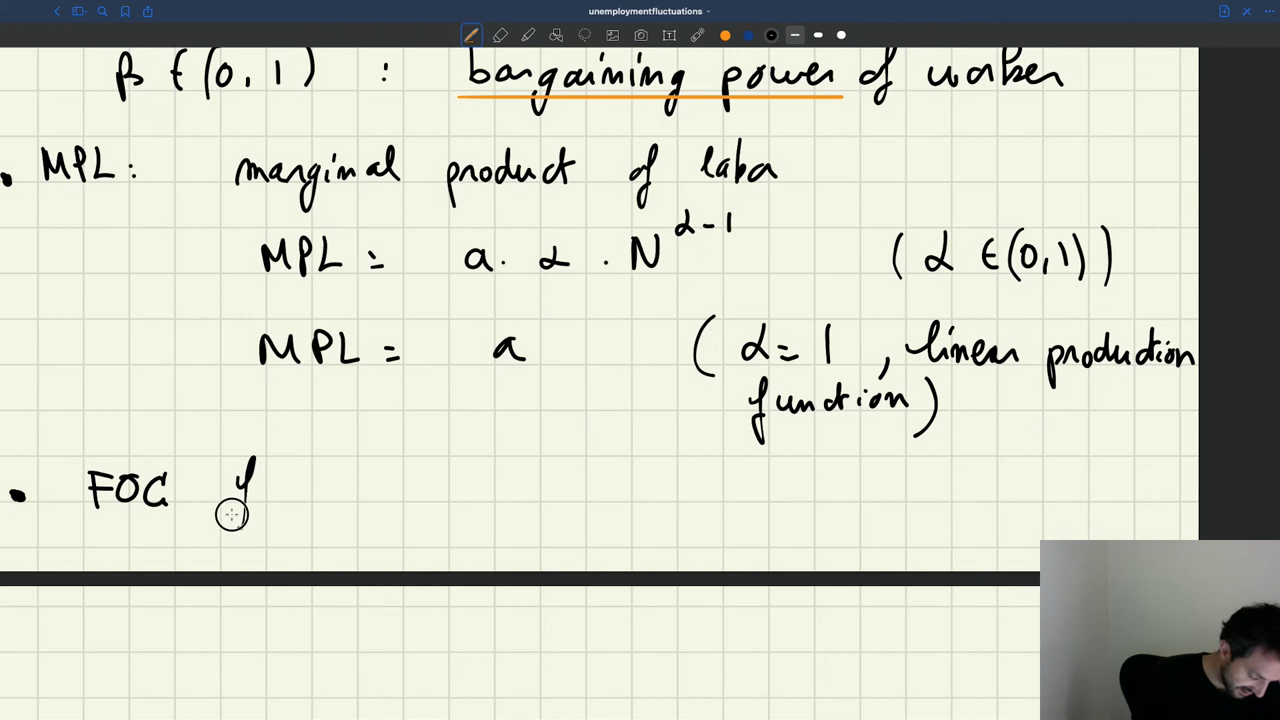 unemploymentfluctuations
β ∈ (0, 1) : bargaining power of worker
• MPL: marginal product of labor
MPL = a · α · N^{α-1} (α ∈ (0,1))
MPL = a (α = 1, linear production
function)
• FOC